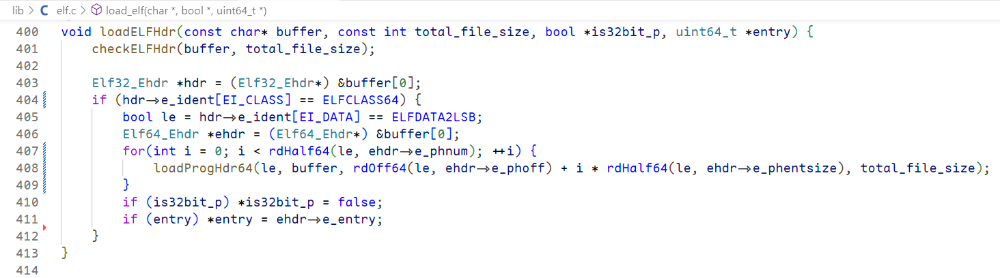 lib > C elf.c > load_elf(char *, bool *, uint64_t *)
400 void loadELFHdr(const char* buffer, const int total_file_size, bool *is32bit_p, uint64_t *entry) {
401     checkELFHdr(buffer, total_file_size);
402
403     Elf32_Ehdr *hdr = (Elf32_Ehdr*) &buffer[0];
404     if (hdr->e_ident[EI_CLASS] == ELFCLASS64) {
405         bool le = hdr->e_ident[EI_DATA] == ELFDATA2LSB;
406         Elf64_Ehdr *ehdr = (Elf64_Ehdr*) &buffer[0];
407         for(int i = 0; i < rdHalf64(le, ehdr->e_phnum); ++i) {
408             loadProgHdr64(le, buffer, rdOff64(le, ehdr->e_phoff) + i * rdHalf64(le, ehdr->e_phentsize), total_file_size);
409         }
410         if (is32bit_p) *is32bit_p = false;
411         if (entry) *entry = ehdr->e_entry;
412     }
413 }
414